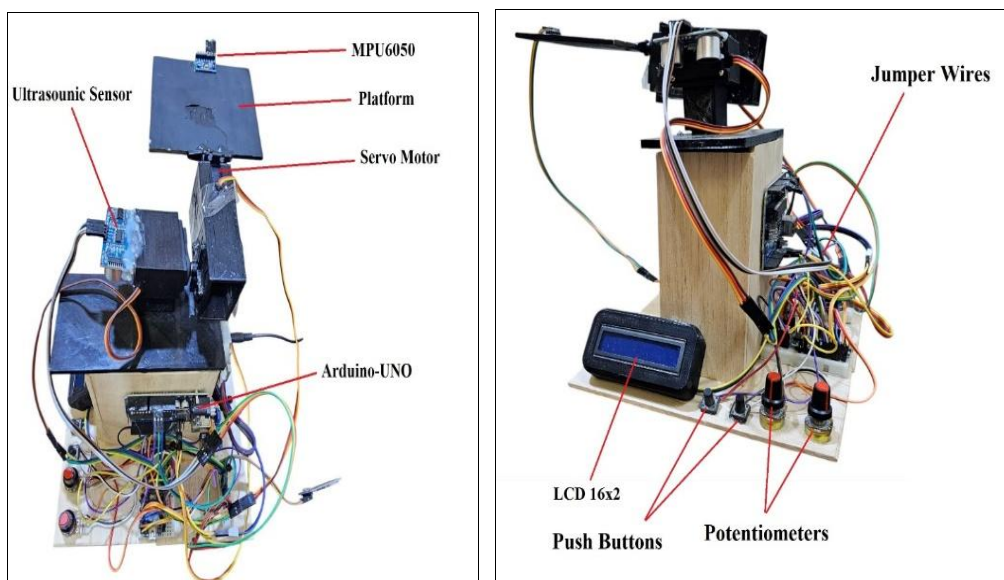 MPU6050
Ultrasounic Sensor
Platform
Servo Motor
Arduino-UNO
Jumper Wires
LCD 16x2
Push Buttons
Potentiometers